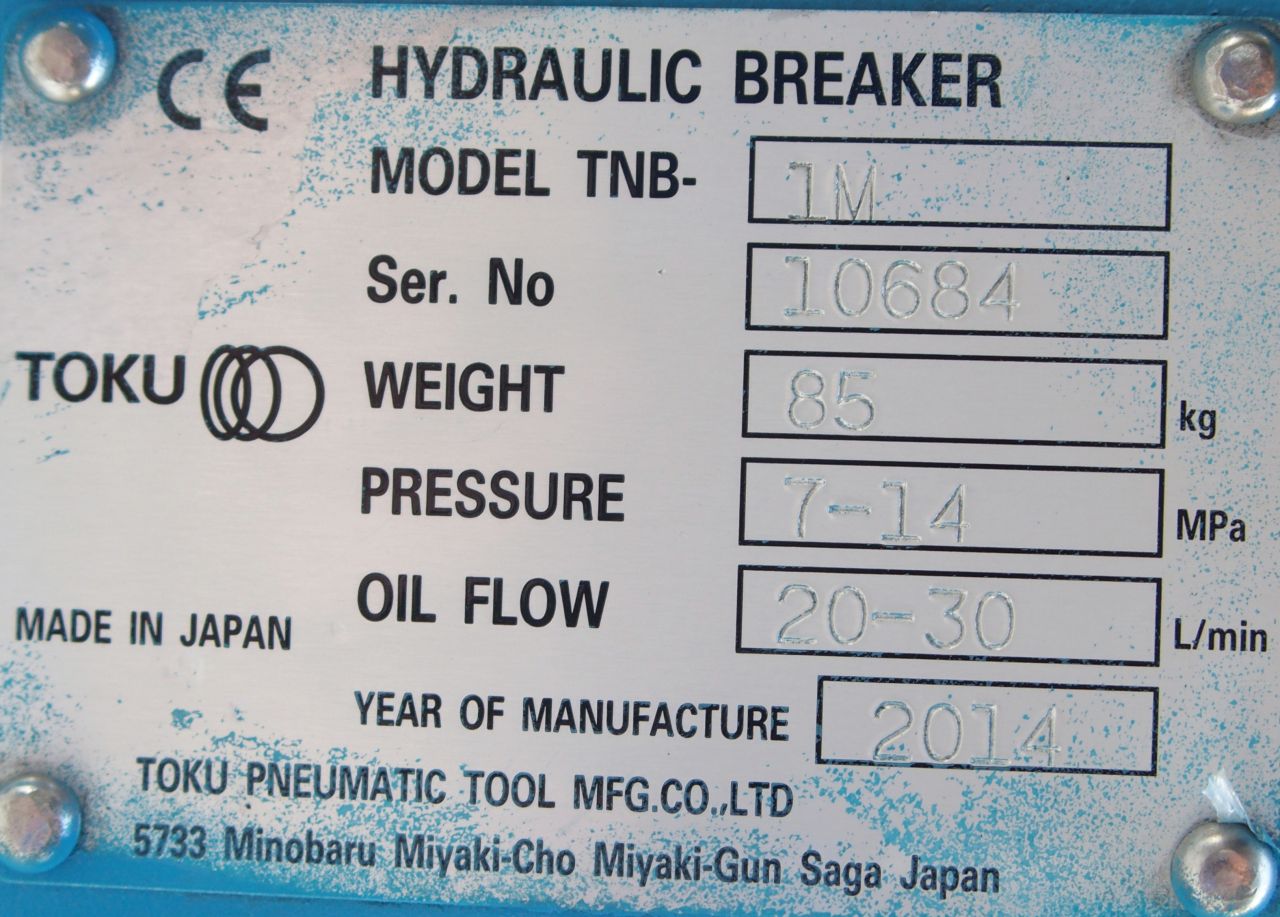 CE HYDRAULIC BREAKER
MODEL TNB- 1M
Ser. No 10684
TOKU WEIGHT 85 kg
PRESSURE 7-14 MPa
OIL FLOW 20-30 L/min
MADE IN JAPAN
YEAR OF MANUFACTURE 2014
TOKU PNEUMATIC TOOL MFG.CO.,LTD
5733 Minobaru Miyaki-Cho Miyaki-Gun Saga Japan